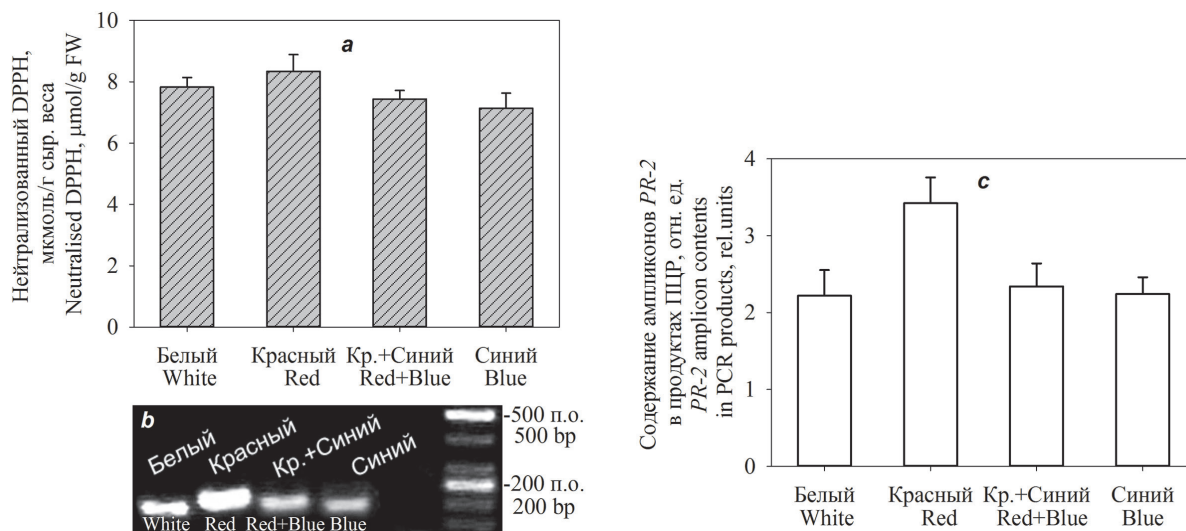 Нейтрализованный DPPH,
мкмоль/г сыр. веса
Neutralised DPPH, µmol/g FW
10
8
6
4
2
0
a
Белый
White
Красный
Red
Кр.+Синий
Red+Blue
Синий
Blue
b
Белый
Красный
Кр.+Синий
Синий
White
Red
Red+Blue
Blue
-500 п.о.
500 bp
-200 п.о.
200 bp
Содержание ампликонов PR-2
в продуктах ПЦР, отн. ед.
PR-2 amplicon contents
in PCR products, rel.units
4
3
2
1
0
c
Белый
White
Красный
Red
Кр.+Синий
Red+Blue
Синий
Blue